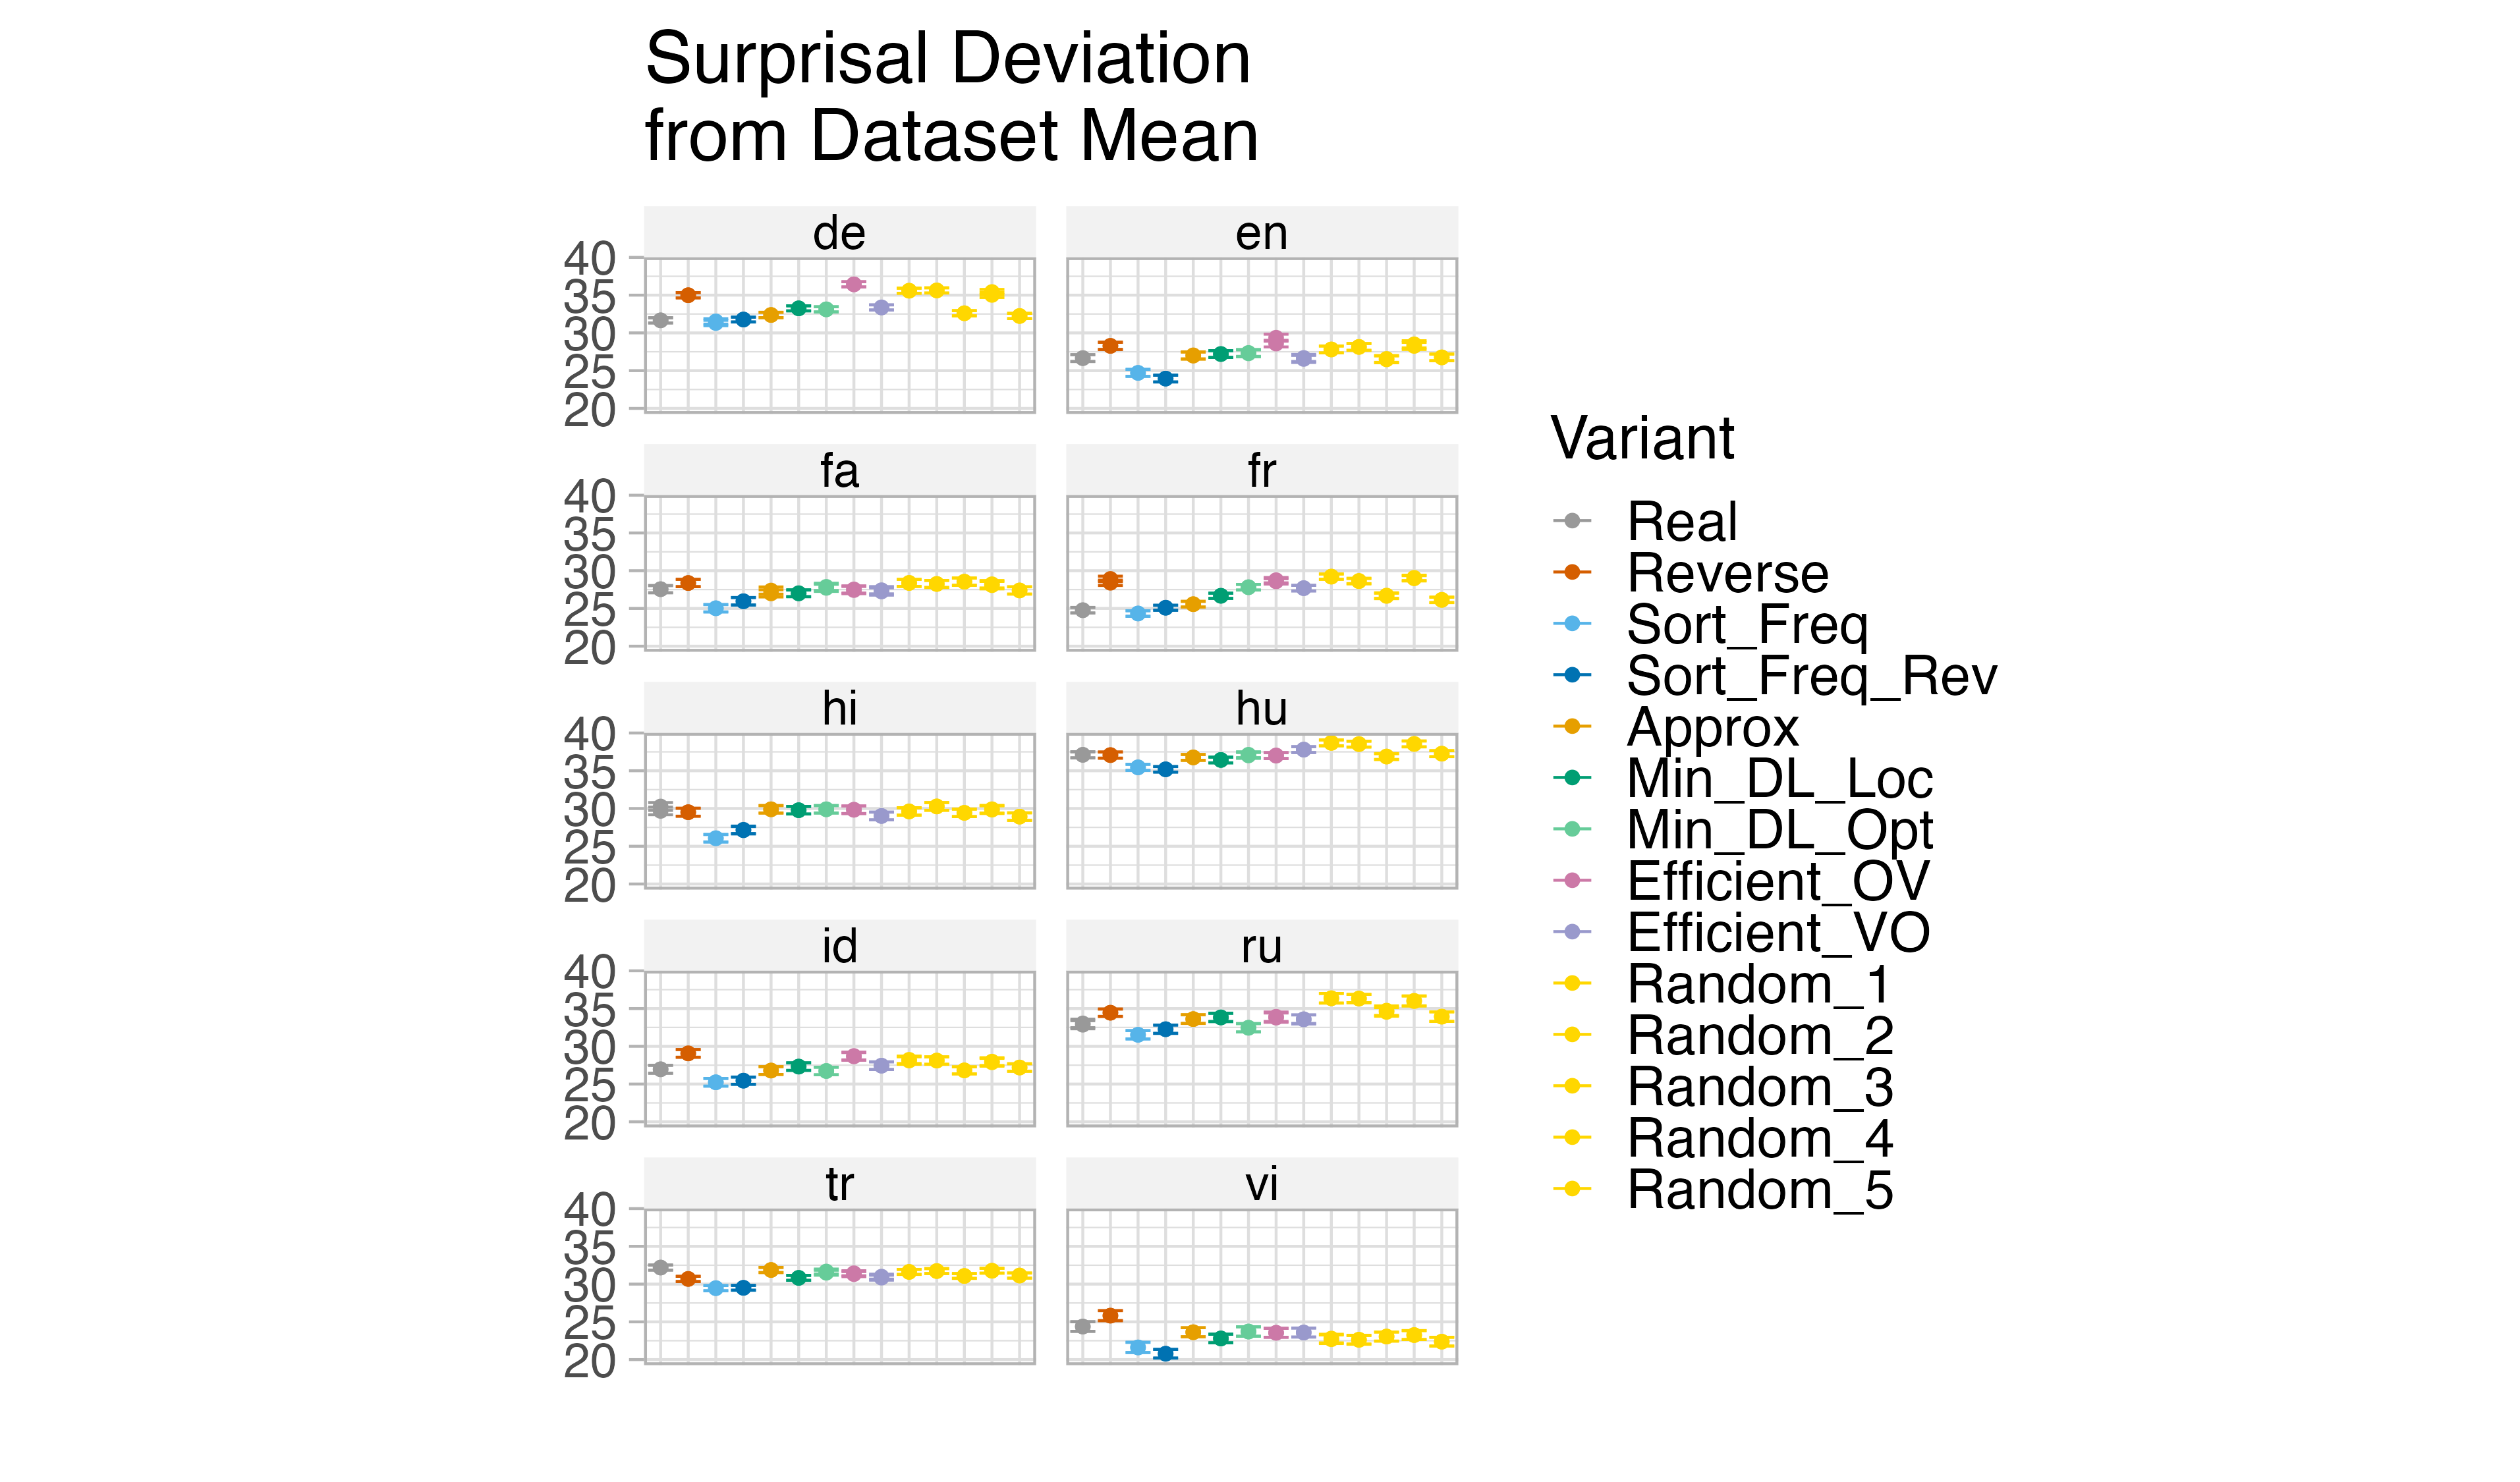 Surprisal Deviation
from Dataset Mean
de
en
40
35
30
25
20
fa
fr
40
35
30
25
20
hi
hu
40
35
30
25
20
id
ru
40
35
30
25
20
tr
vi
40
35
30
25
20
Variant
Real
Reverse
Sort_Freq
Sort_Freq_Rev
Approx
Min_DL_Loc
Min_DL_Opt
Efficient_OV
Efficient_VO
Random_1
Random_2
Random_3
Random_4
Random_5